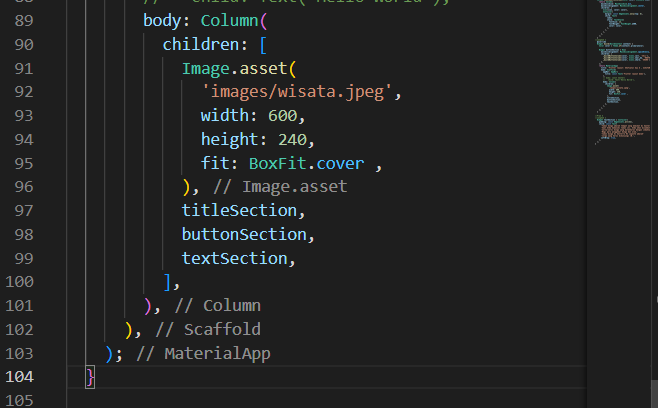 // child: Text('Hello World'),
89 body: Column(
90 children: [
91 Image.asset(
92 'images/wisata.jpeg',
93 width: 600,
94 height: 240,
95 fit: BoxFit.cover ,
96 ), // Image.asset
97 titleSection,
98 buttonSection,
99 textSection,
100 ],
101 ), // Column
102 ), // Scaffold
103 ); // MaterialApp
104 }
105